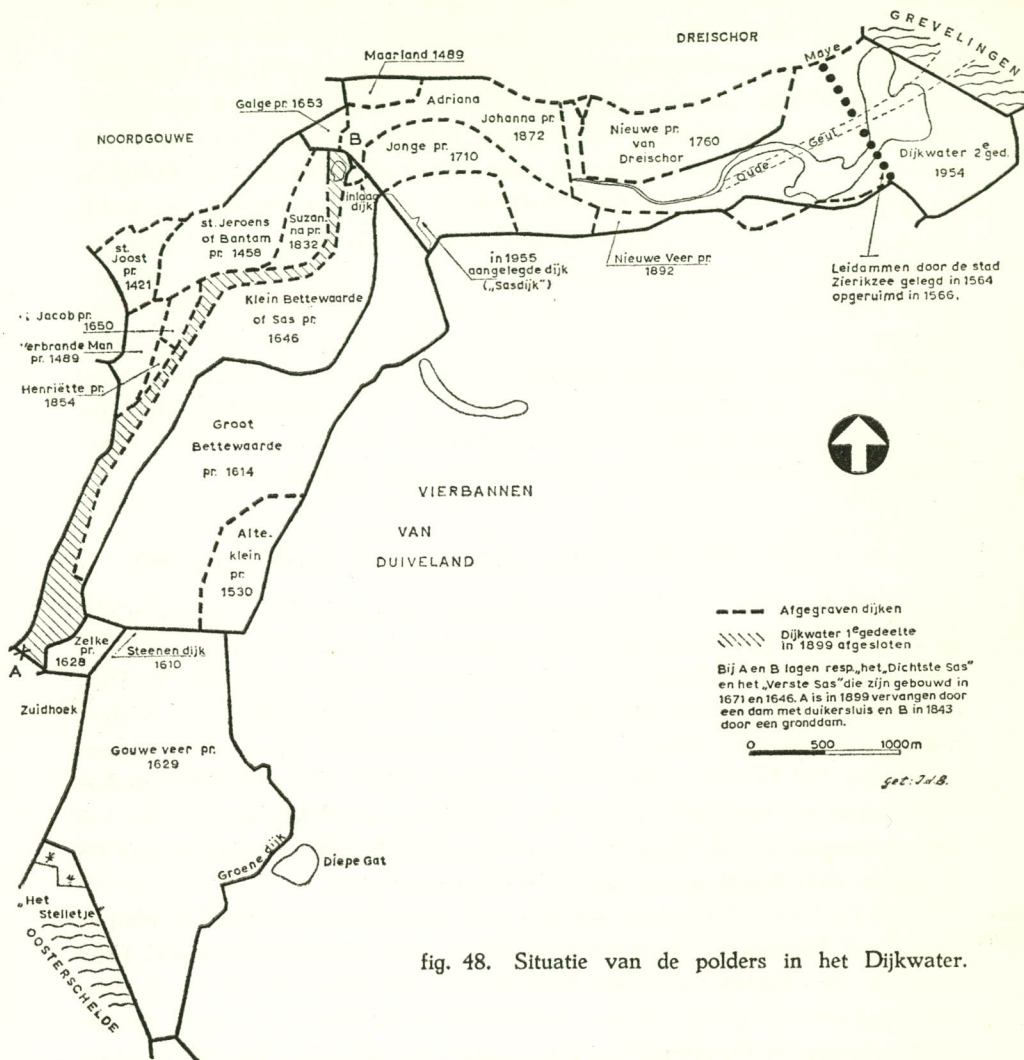 GREVELINGEN
DREISCHOR
Maye
Maarland 1489
Galge pr. 1653
Adriana
Johanna pr.
1872
NOORDGOUWE
B
Jonge pr.
1710
Nieuwe pr.
van
Dreischor
1760
Oude Geul
Dijkwater 2e ged.
1954
inlaag
dijk
Suzan.
na pr.
1832
st. Jeroens
of Bantam
pr. 1458
st.
Joost
pr.
1421
in 1955
aangelegde dijk
(„Sasdijk")
Nieuwe Veer pr.
1892
Leidammen door de stad
Zierikzee gelegd in 1564
opgeruimd in 1566.
Klein Bettewaarde
of Sas pr.
1646
Jacob pr.
1650
Verbrande Man
pr. 1489
Henriëtte pr.
1854
Groot
Bettewaarde
pr. 1614
VIERBANNEN
VAN
DUIVELAND
Alte.
klein
pr.
1530
Afgegraven dijken
Dijkwater 1e gedeelte
in 1899 afgesloten
Bij A en B lagen resp. „het „Dichtste Sas"
en het „Verste Sas" die zijn gebouwd in
1671 en 1646. A is in 1899 vervangen door
een dam met duikersluis en B in 1843
door een gronddam.
0 500 1000m
get: J.d.B.
A
Zelke
pr.
1628
Steenen dijk
1610
Zuidhoek
Gouwe veer pr.
1629
Groene dijk
Diepe Gat
„Het
Stelletje"
OOSTERSCHELDE
fig. 48. Situatie van de polders in het Dijkwater.